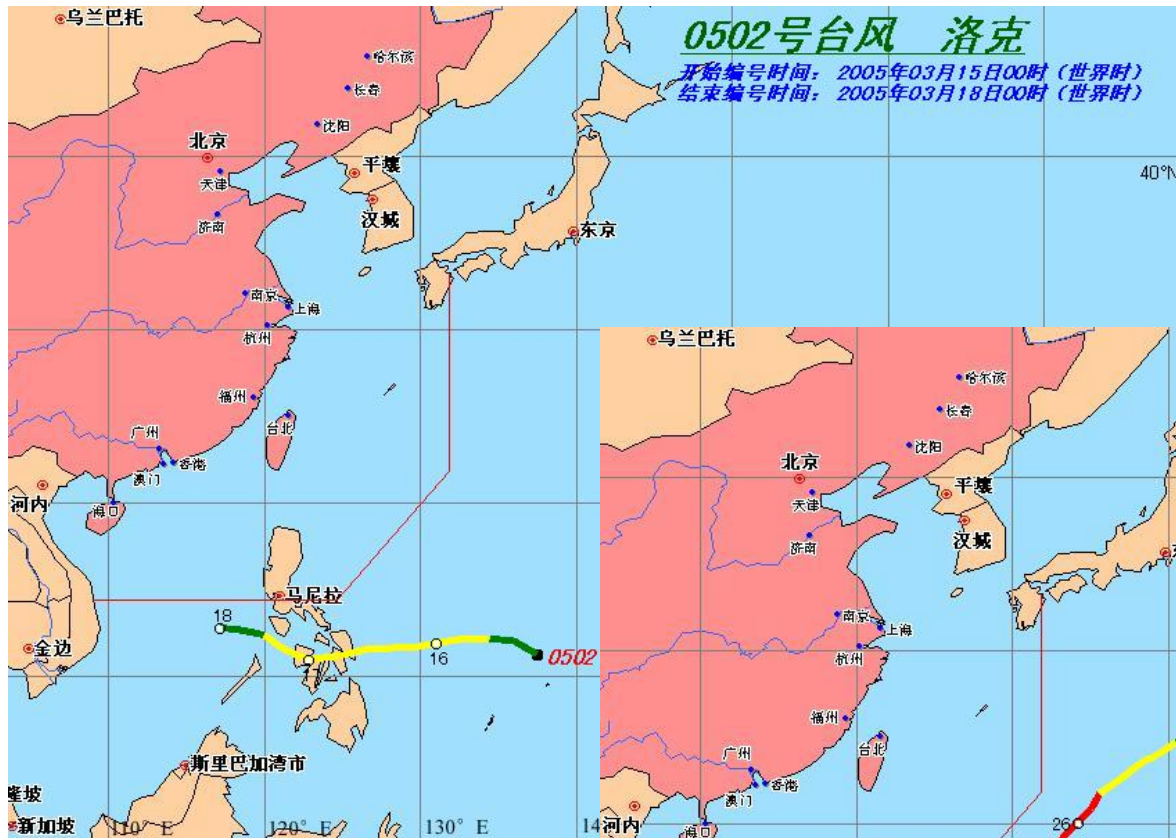 0502号台风 洛克
开始编号时间: 2005年03月15日00时(世界时)
结束编号时间: 2005年03月18日00时(世界时)
乌兰巴托
哈尔滨
长春
沈阳
北京
天津
平壤
汉城
济南
40°N
东京
南京
上海
杭州
福州
台北
广州
香港
澳门
河内
海口
马尼拉
18
17
16
0502
金边
斯里巴加湾市
隆坡
新加坡
110° E
120° E
130° E
14
乌兰巴托
哈尔滨
长春
沈阳
北京
天津
平壤
汉城
济南
南京
上海
杭州
福州
台北
广州
香港
澳门
河内
海口
26